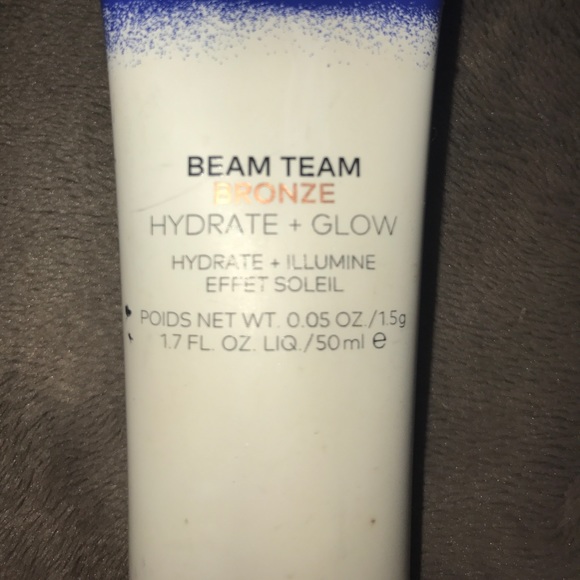 BEAM TEAM
BRONZE
HYDRATE + GLOW
HYDRATE + ILLUMINE
EFFET SOLEIL
POIDS NET WT. 0.05 OZ./1.5g
1.7 FL. OZ. LIQ./50ml e